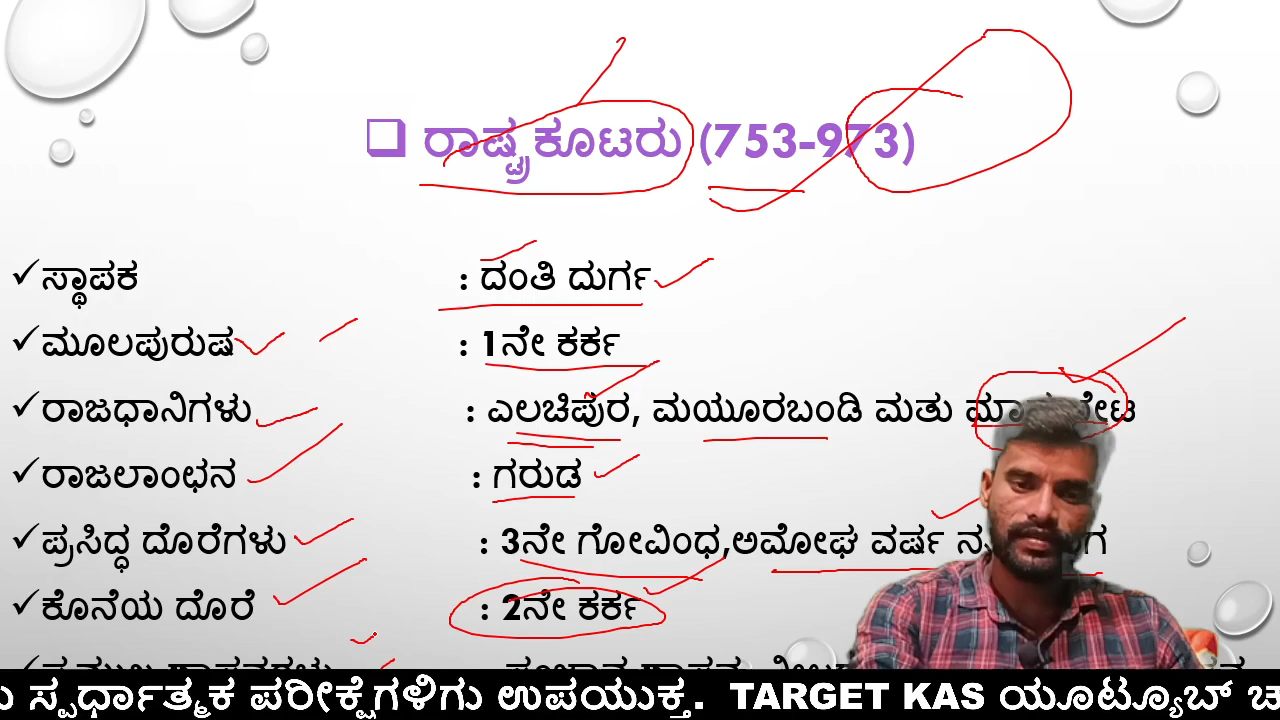 ❑ ರಾಷ್ಟ್ರಕೂಟರು (753-973)
✓ಸ್ಥಾಪಕ : ದಂತಿ ದುರ್ಗ
✓ಮೂಲಪುರುಷ : 1ನೇ ಕರ್ಕ
✓ರಾಜಧಾನಿಗಳು : ಎಲಚಿಪುರ, ಮಯೂರಬಂಡಿ ಮತು
✓ರಾಜಲಾಂಛನ : ಗರುಡ
✓ಪ್ರಸಿದ್ಧ ದೊರೆಗಳು : 3ನೇ ಗೋವಿಂಧ,ಅಮೋಘ ವರ್ಷ
✓ಕೊನೆಯ ದೊರೆ : 2ನೇ ಕರ್ಕ
ಸ್ಪರ್ಧಾತ್ಮಕ ಪರೀಕ್ಷೆಗಳಿಗು ಉಪಯುಕ್ತ. TARGET KAS ಯೂಟ್ಯೂಬ್